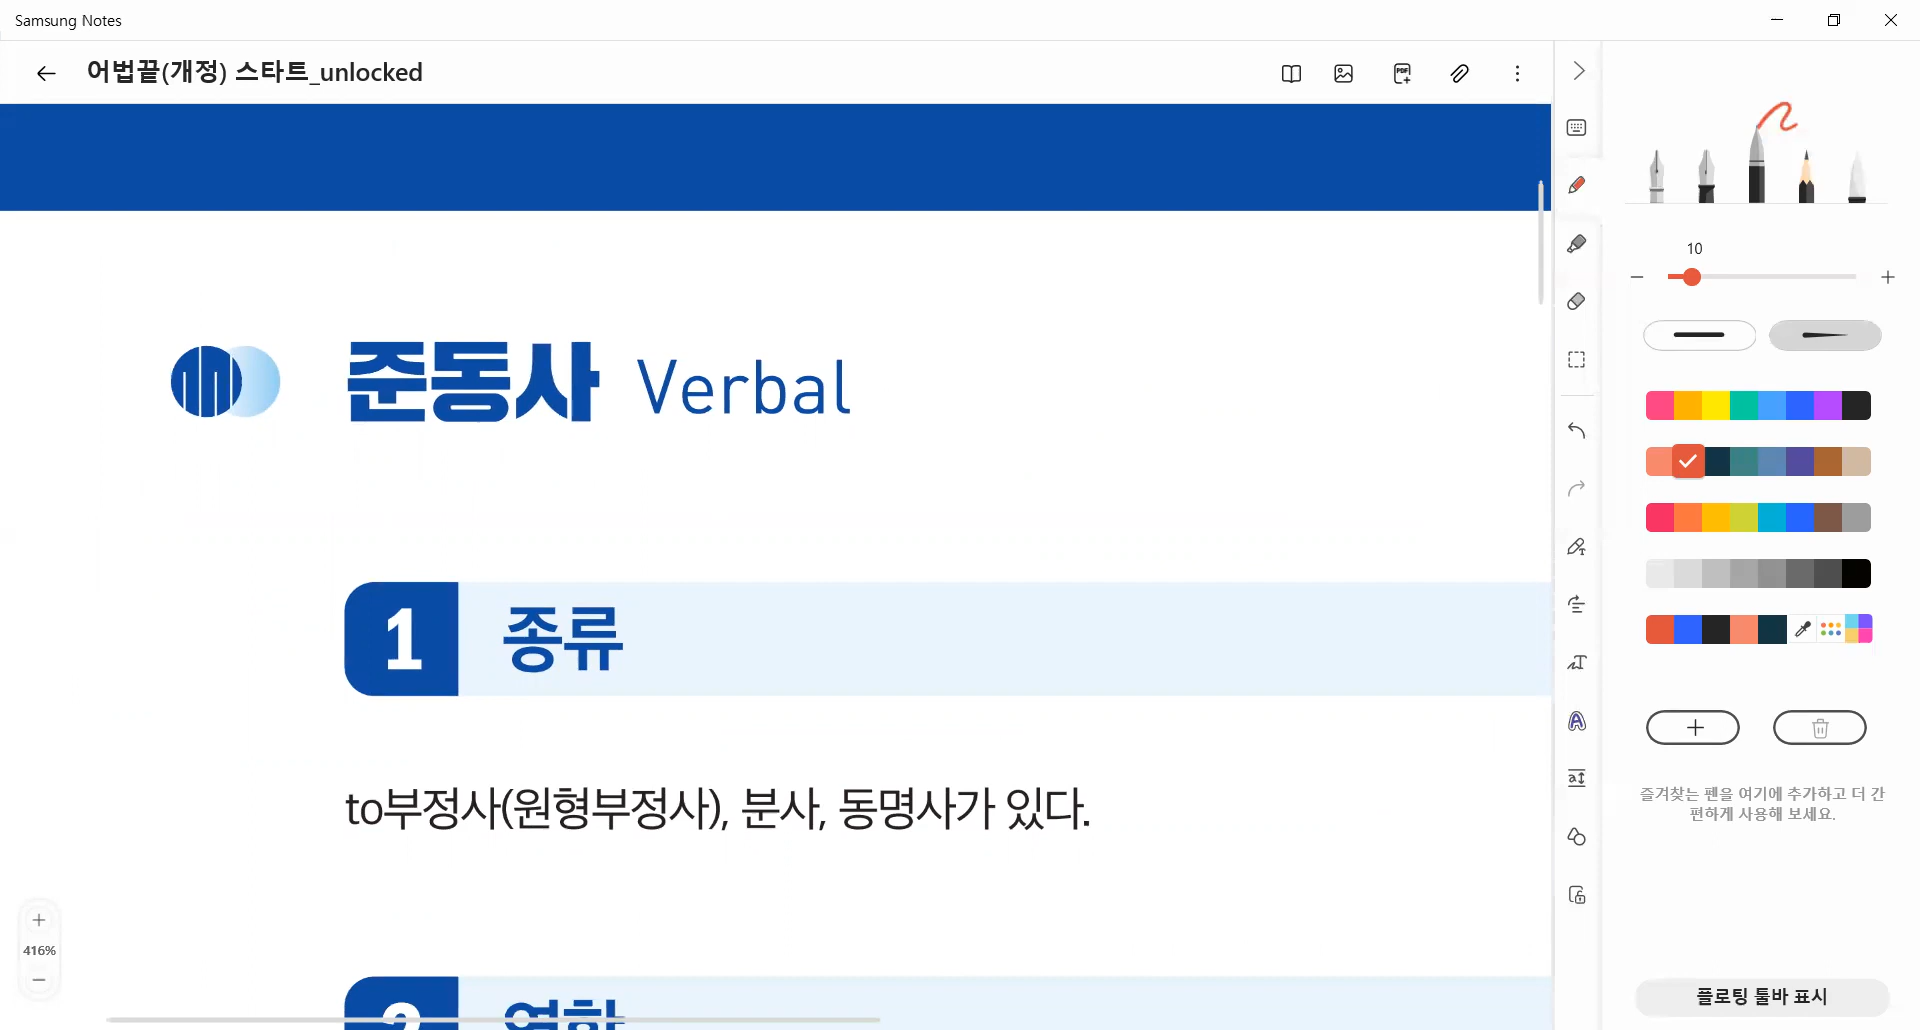 Samsung Notes
어법끝(개정) 스타트_unlocked
PDF
준동사 Verbal
1 종류
to부정사(원형부정사), 분사, 동명사가 있다.
2 역할
416%
10
즐겨찾는 펜을 여기에 추가하고 더 간
편하게 사용해 보세요.
플로팅 툴바 표시